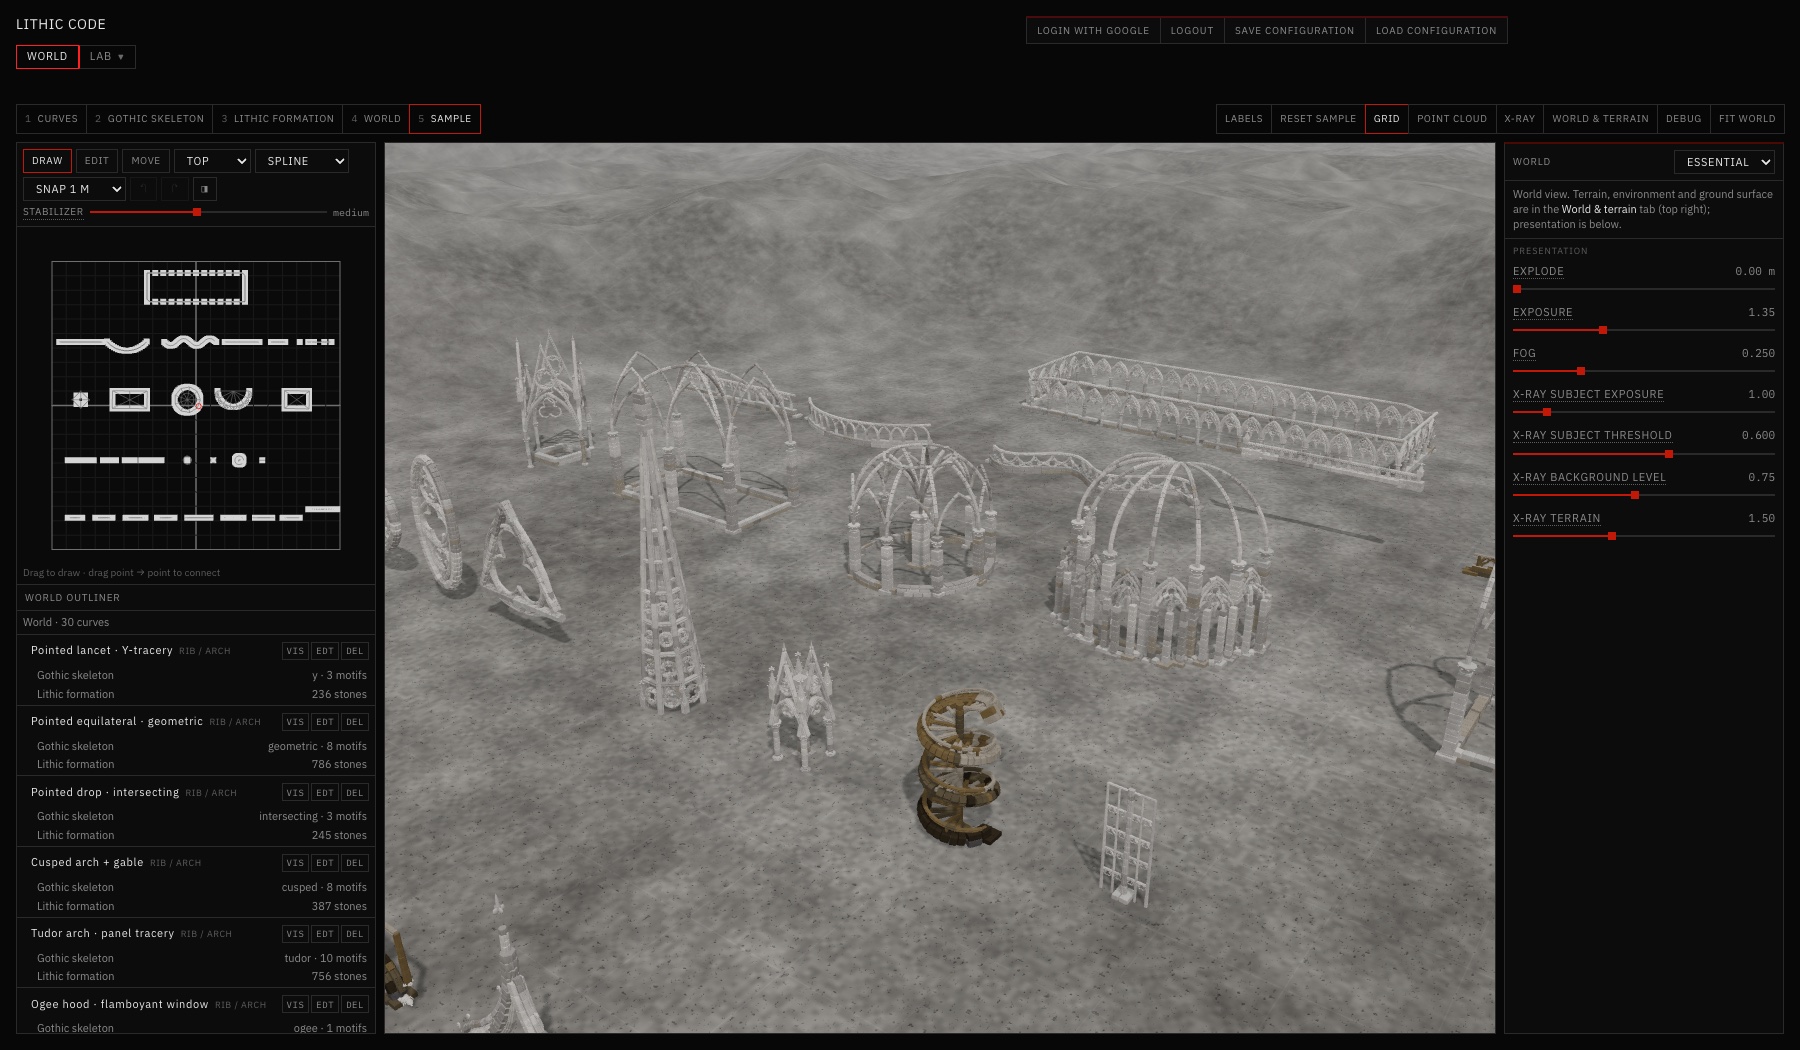 LITHIC CODE
LOGIN WITH GOOGLE LOGOUT SAVE CONFIGURATION LOAD CONFIGURATION
WORLD LAB ▾
1 CURVES 2 GOTHIC SKELETON 3 LITHIC FORMATION 4 WORLD 5 SAMPLE
LABELS RESET SAMPLE GRID POINT CLOUD X-RAY WORLD & TERRAIN DEBUG FIT WORLD
DRAW EDIT MOVE TOP SPLINE
SNAP 1 M
STABILIZER medium
Drag to draw · drag point → point to connect
WORLD OUTLINER
World · 30 curves
Pointed lancet · Y-tracery RIB / ARCH VIS EDT DEL
Gothic skeleton y · 3 motifs
Lithic formation 236 stones
Pointed equilateral · geometric RIB / ARCH VIS EDT DEL
Gothic skeleton geometric · 8 motifs
Lithic formation 786 stones
Pointed drop · intersecting RIB / ARCH VIS EDT DEL
Gothic skeleton intersecting · 3 motifs
Lithic formation 245 stones
Cusped arch + gable RIB / ARCH VIS EDT DEL
Gothic skeleton cusped · 8 motifs
Lithic formation 387 stones
Tudor arch · panel tracery RIB / ARCH VIS EDT DEL
Gothic skeleton tudor · 10 motifs
Lithic formation 756 stones
Ogee hood · flamboyant window RIB / ARCH VIS EDT DEL
Gothic skeleton ogee · 1 motifs
WORLD ESSENTIAL
World view. Terrain, environment and ground surface
are in the World & terrain tab (top right);
presentation is below.
PRESENTATION
EXPLODE 0.00 m
EXPOSURE 1.35
FOG 0.250
X-RAY SUBJECT EXPOSURE 1.00
X-RAY SUBJECT THRESHOLD 0.600
X-RAY BACKGROUND LEVEL 0.75
X-RAY TERRAIN 1.50